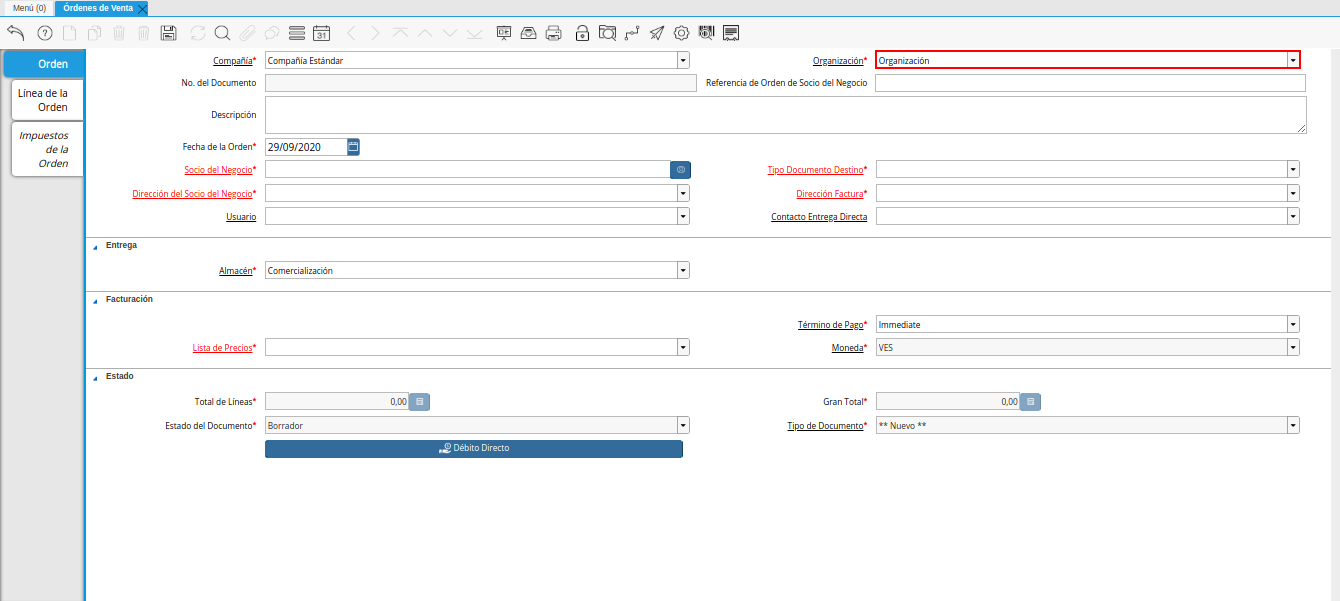 Menú (0) Órdenes de Venta
31
Orden
Línea de la
Orden
Impuestos
de la
Orden
Compañía* Compañía Estándar Organización* Organización
No. del Documento Referencia de Orden de Socio del Negocio
Descripción
Fecha de la Orden* 29/09/2020
Socio del Negocio* Tipo Documento Destino*
Dirección del Socio del Negocio* Dirección Factura*
Usuario Contacto Entrega Directa
Entrega
Almacén* Comercialización
Facturación
Término de Pago* Immediate
Lista de Precios* Moneda* VES
Estado
Total de Líneas* 0,00 Gran Total* 0,00
Estado del Documento* Borrador Tipo de Documento* ** Nuevo **
Débito Directo